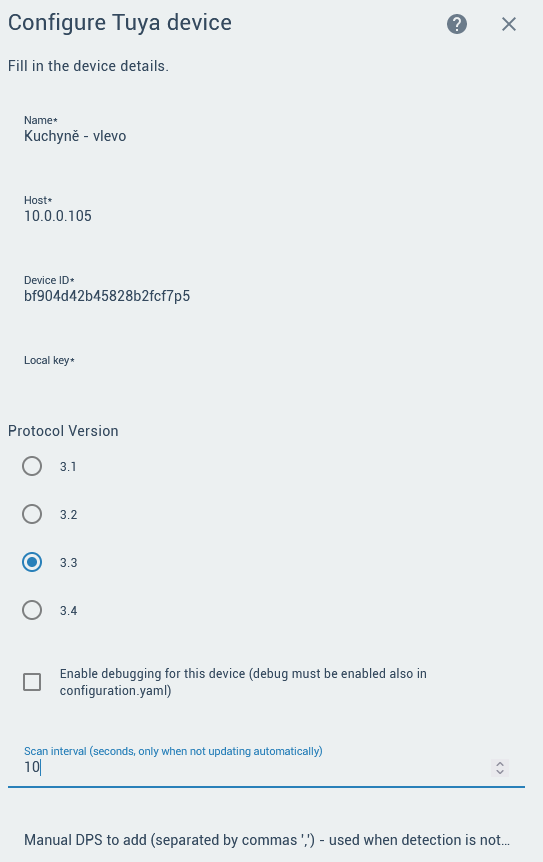 Configure Tuya device
Fill in the device details.
Name*
Kuchyně - vlevo
Host*
10.0.0.105
Device ID*
bf904d42b45828b2fcf7p5
Local key*
Protocol Version
3.1
3.2
3.3
3.4
Enable debugging for this device (debug must be enabled also in
configuration.yaml)
Scan interval (seconds, only when not updating automatically)
10
Manual DPS to add (separated by commas ',') - used when detection is not...